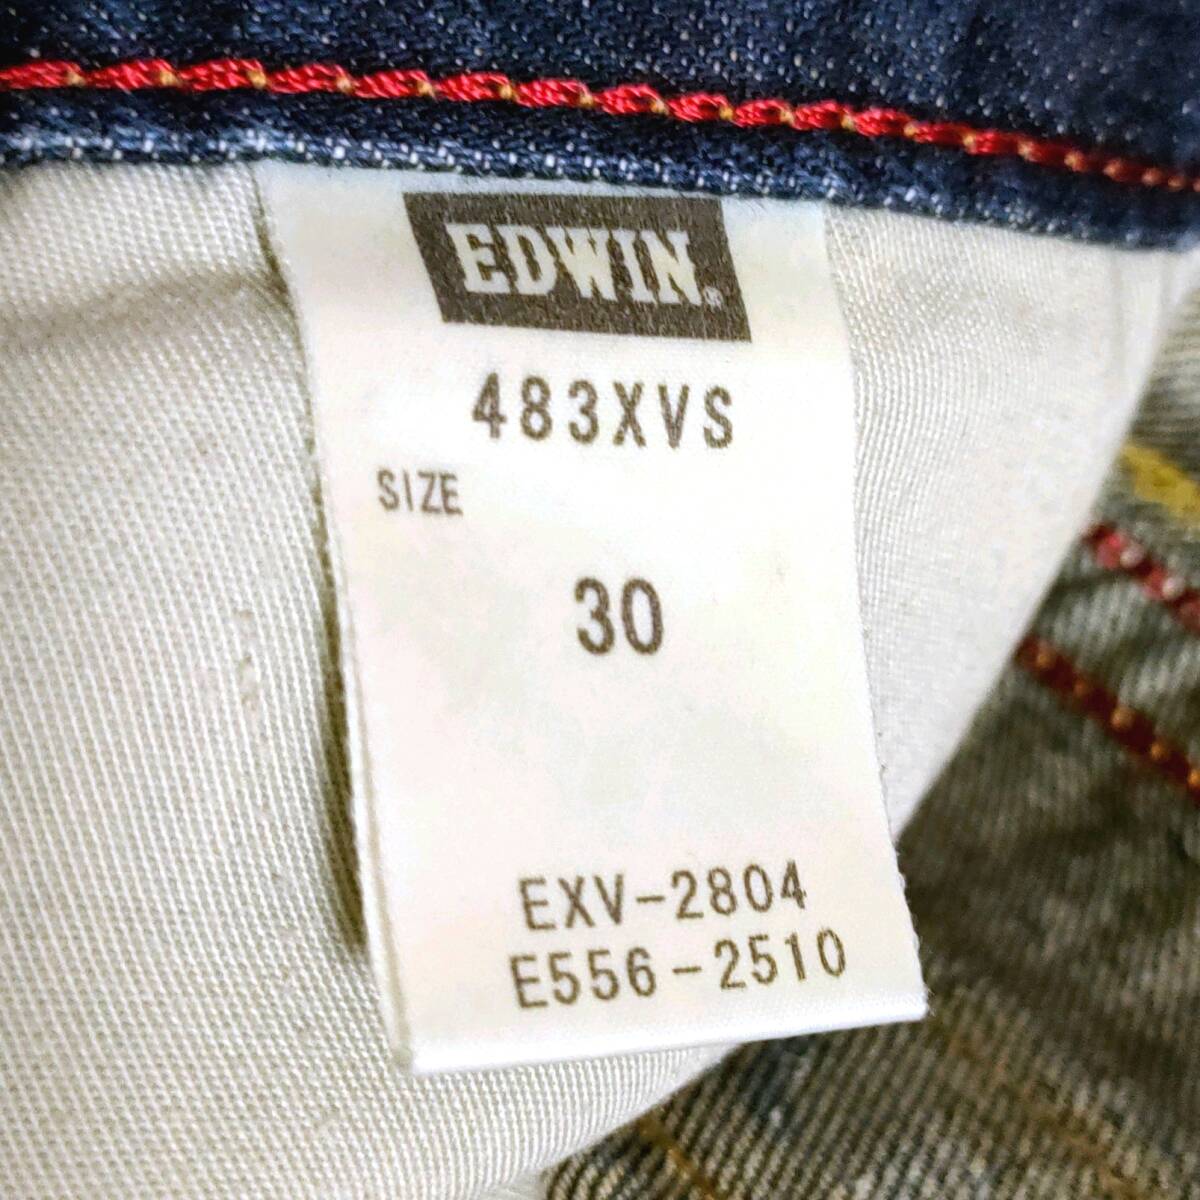 EDWIN®
483XVS
SIZE
30
EXV-2804
E556-2510